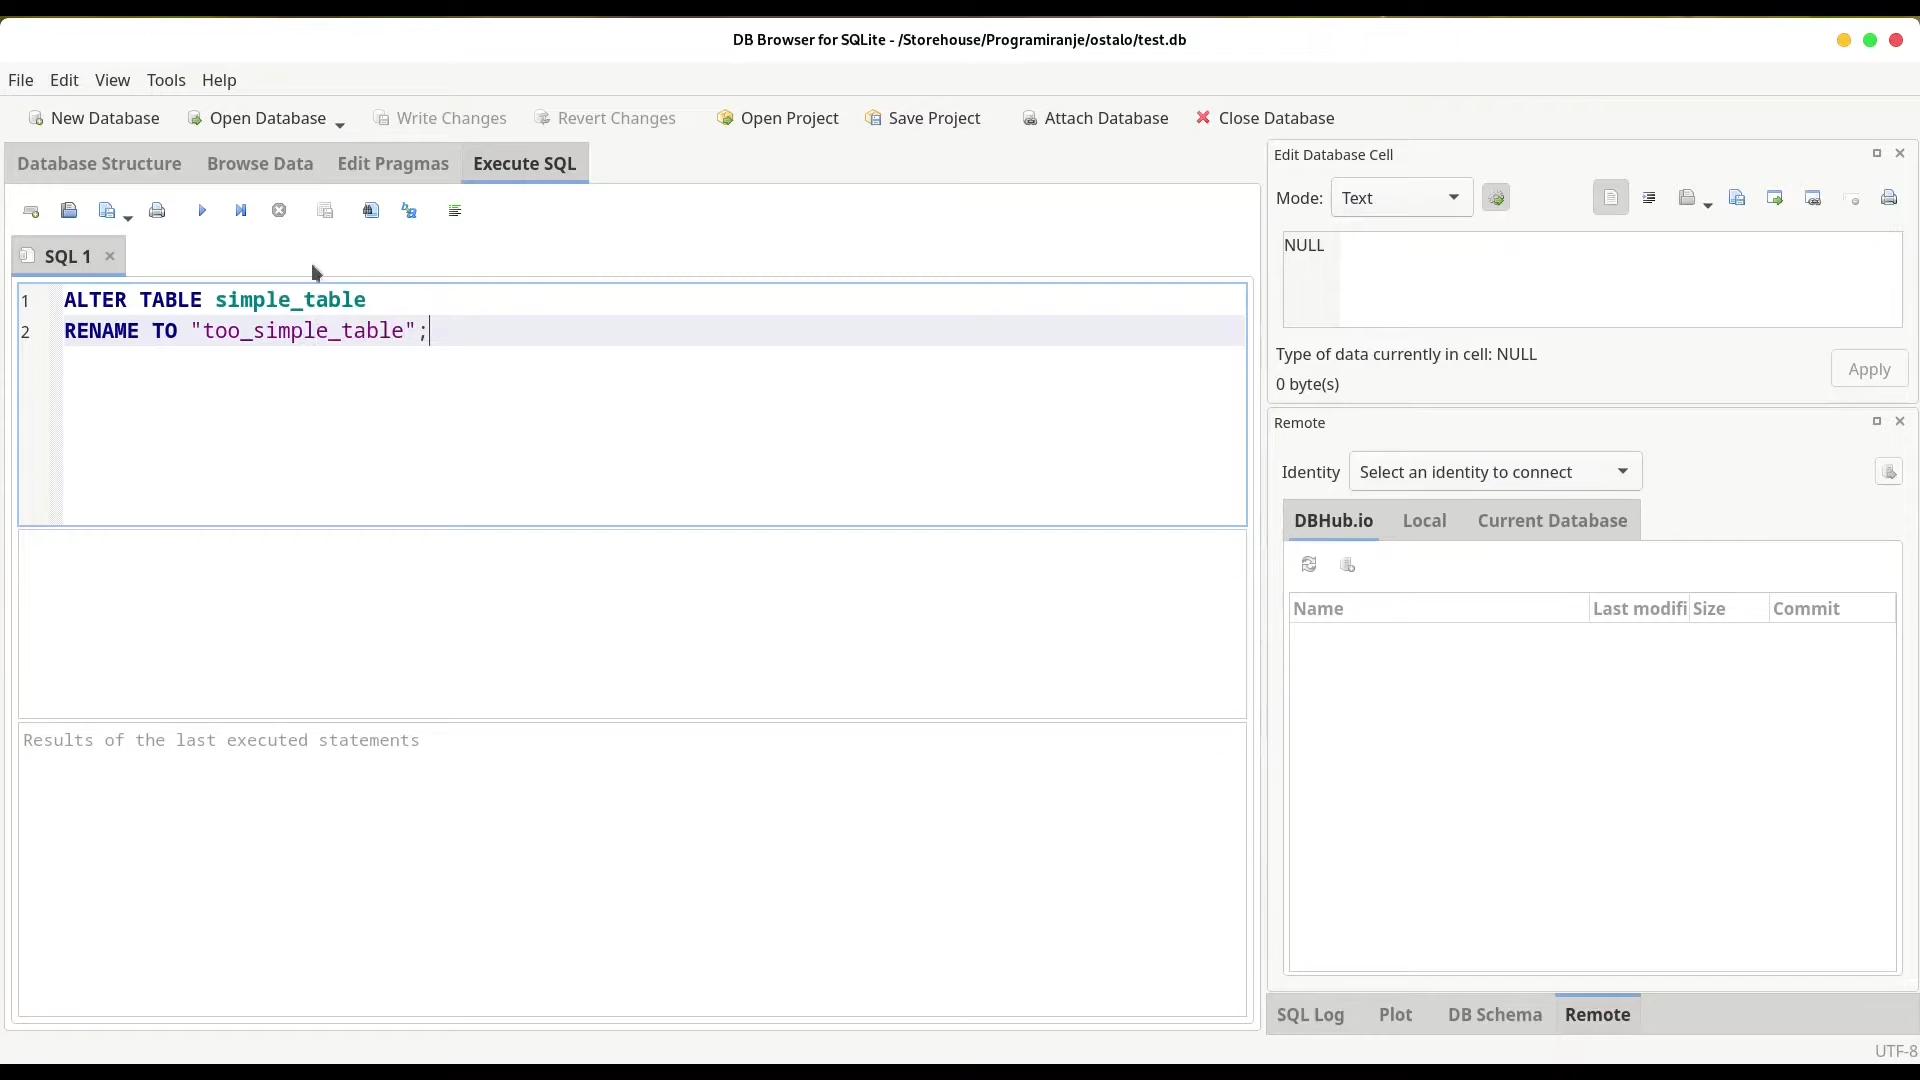 DB Browser for SQLite - /Storehouse/Programiranje/ostalo/test.db
File Edit View Tools Help
New Database Open Database Write Changes Revert Changes Open Project Save Project Attach Database Close Database
Database Structure Browse Data Edit Pragmas Execute SQL
SQL 1
1 ALTER TABLE simple_table
2 RENAME TO "too_simple_table";
Results of the last executed statements
Edit Database Cell
Mode: Text
NULL
Type of data currently in cell: NULL
0 byte(s)
Apply
Remote
Identity Select an identity to connect
DBHub.io Local Current Database
Name Last modifi Size Commit
SQL Log Plot DB Schema Remote
UTF-8